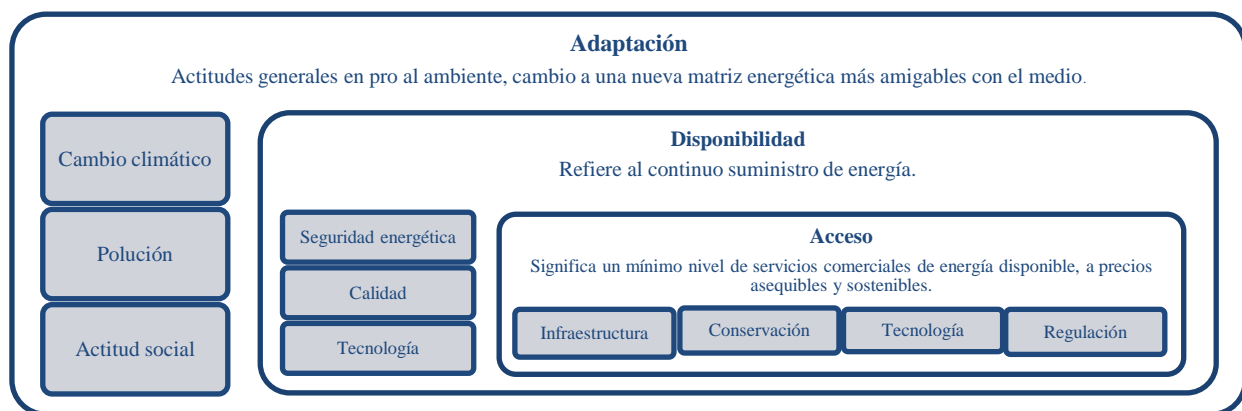 Adaptación
Actitudes generales en pro al ambiente, cambio a una nueva matriz energética más amigables con el medio.
Cambio climático
Polución
Actitud social
Disponibilidad
Refiere al continuo suministro de energía.
Seguridad energética
Calidad
Tecnología
Acceso
Significa un mínimo nivel de servicios comerciales de energía disponible, a precios
asequibles y sostenibles.
Infraestructura
Conservación
Tecnología
Regulación